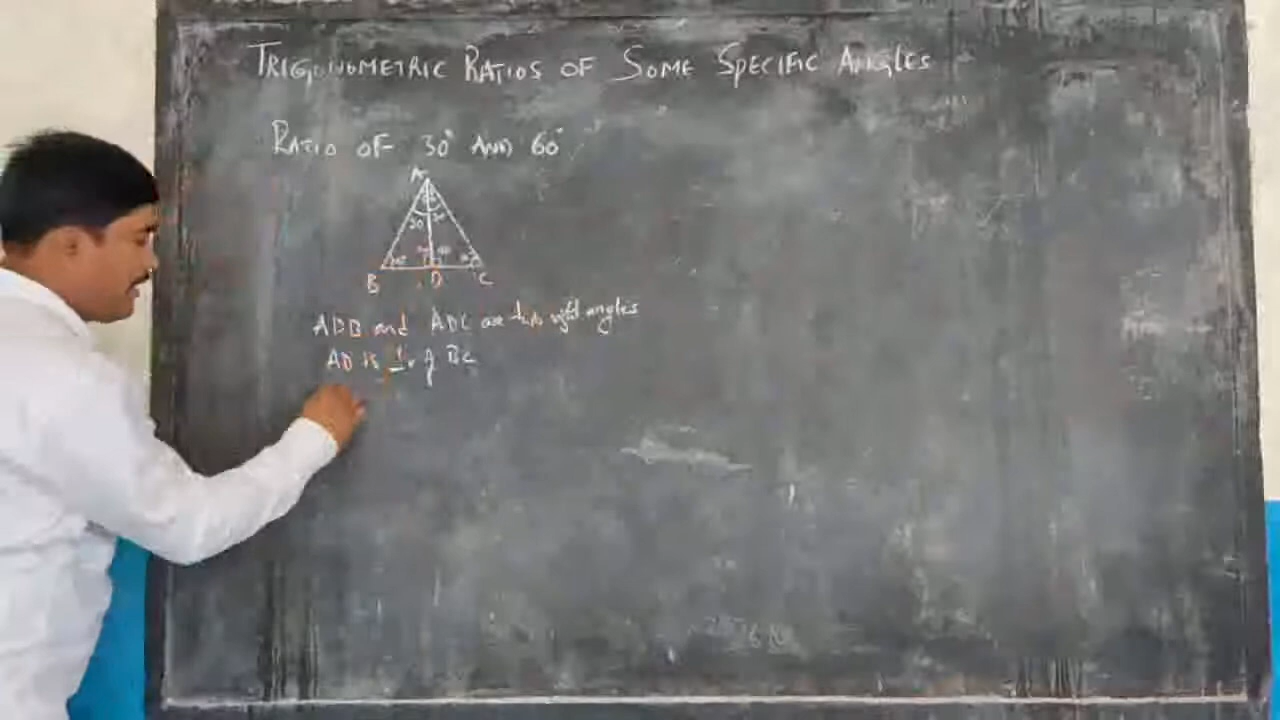 TRIGONOMETRIC RATIOS OF SOME SPECIFIC ANGLES
RATIO OF 30° AND 60°
A
30 30
B D C
ADB and ADC are two right angles
AD is ⊥r of BC